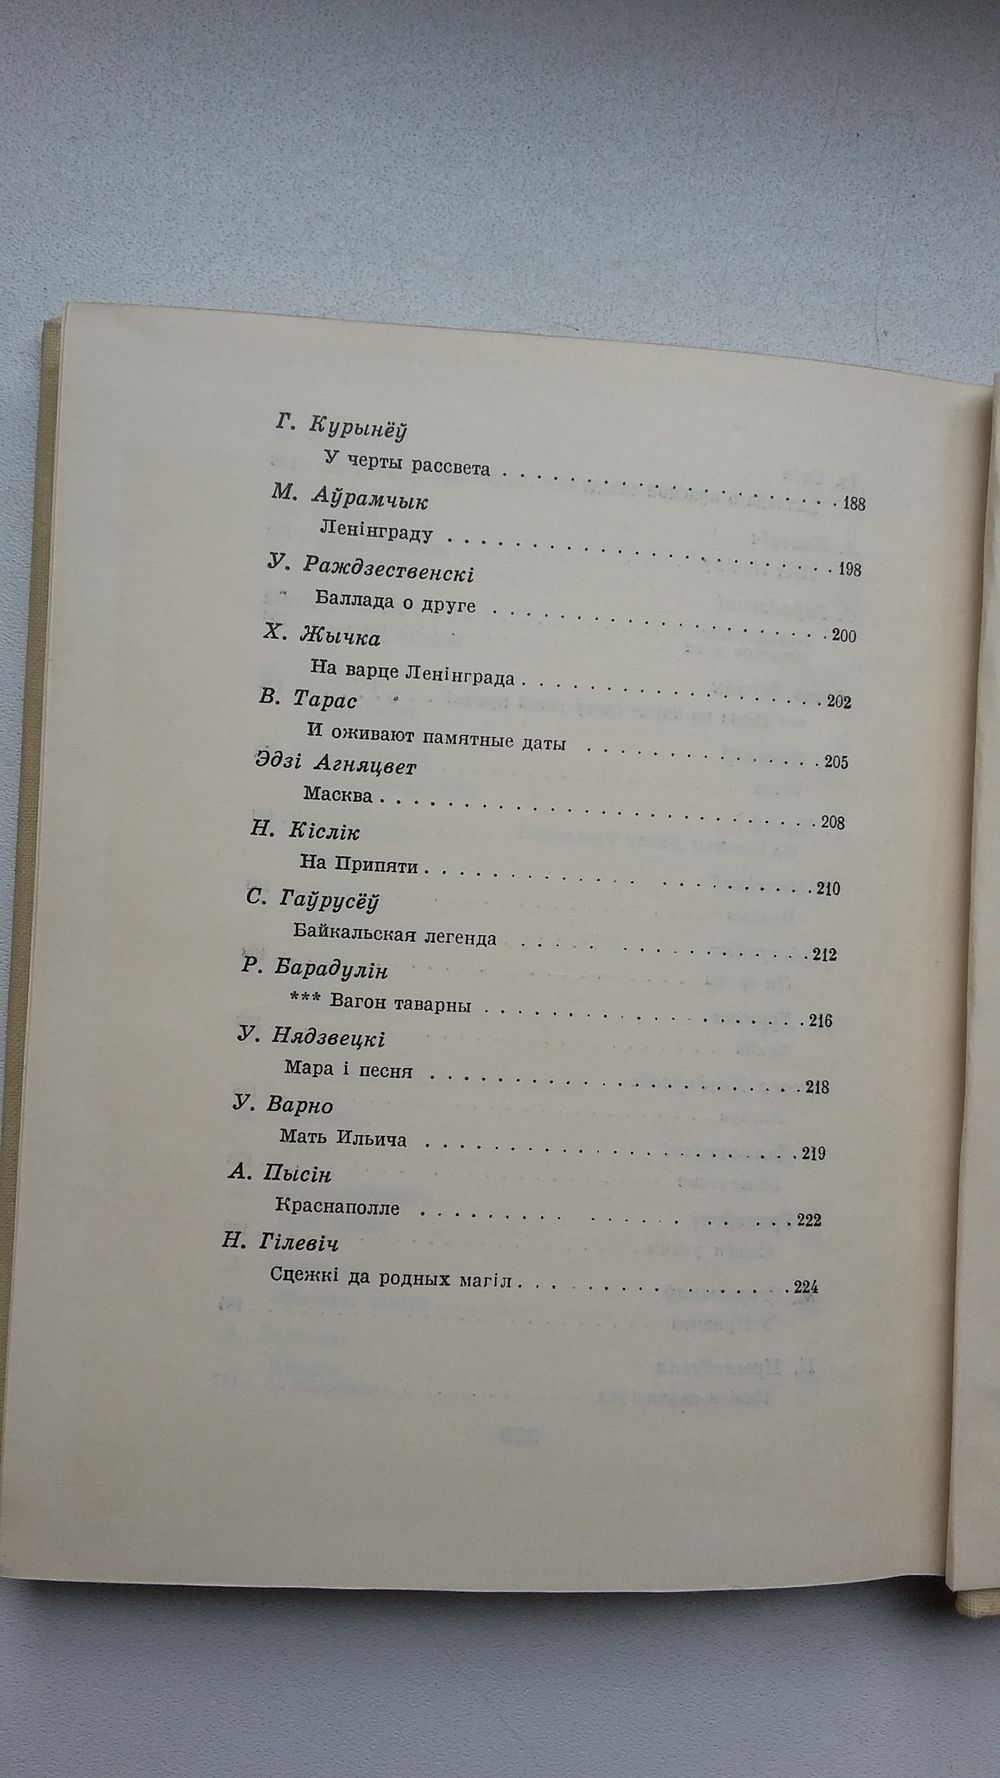 Г. Курынёў
У черты рассвета . . . . . . . . . . . . . . . . . . . . 188
М. Аўрамчык
Ленінграду . . . . . . . . . . . . . . . . . . . . . . . 198
У. Раждзественскі
Баллада о друге . . . . . . . . . . . . . . . . . . . . 200
Х. Жычка
На варце Ленінграда . . . . . . . . . . . . . . . . . . 202
В. Тарас
И оживают памятные даты . . . . . . . . . . . . . . 205
Эдзі Агняцвет
Масква . . . . . . . . . . . . . . . . . . . . . . . . . . 208
Н. Кіслік
На Припяти . . . . . . . . . . . . . . . . . . . . . . . 210
С. Гаўрусёў
Байкальская легенда . . . . . . . . . . . . . . . . . 212
Р. Барадулін
*** Вагон таварны . . . . . . . . . . . . . . . . . . . 216
У. Нядзвецкі
Мара і песня . . . . . . . . . . . . . . . . . . . . . . 218
У. Варно
Мать Ильича . . . . . . . . . . . . . . . . . . . . . . 219
А. Пысін
Краснаполле . . . . . . . . . . . . . . . . . . . . . . 222
Н. Гілевіч
Сцежкі да родных магіл . . . . . . . . . . . . . . . . 224